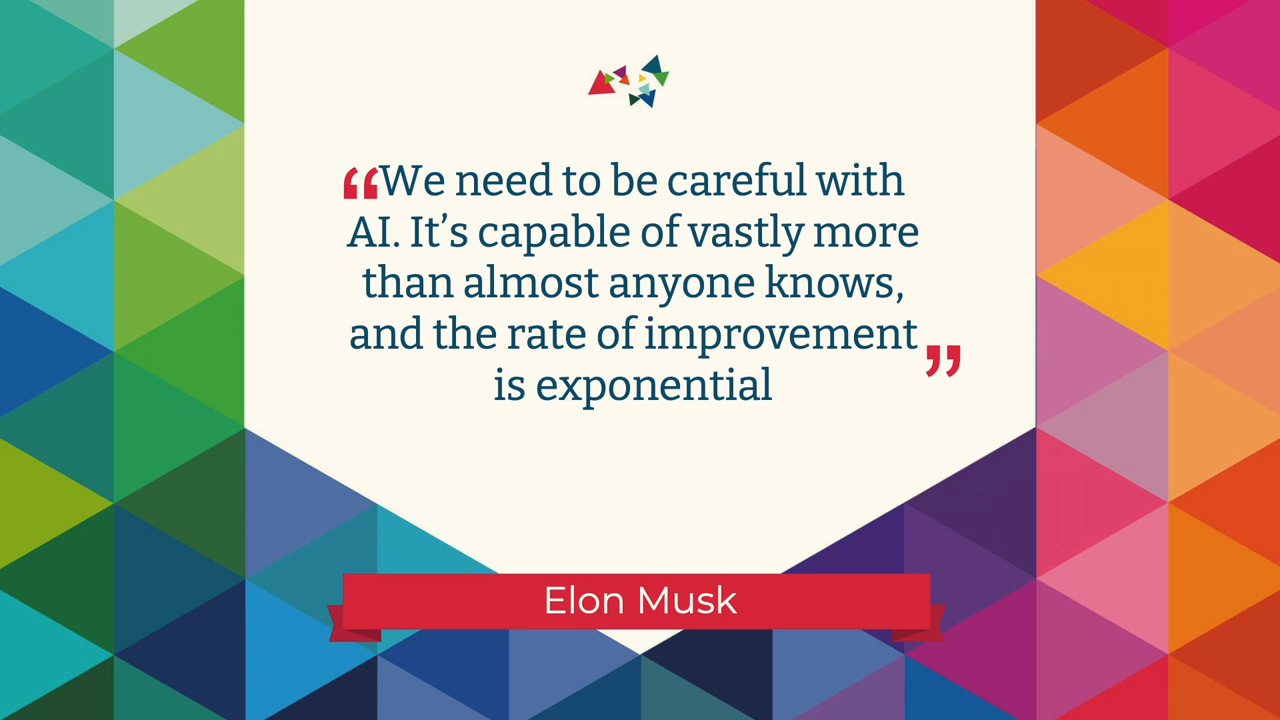 “We need to be careful with
AI. It’s capable of vastly more
than almost anyone knows,
and the rate of improvement
is exponential”
Elon Musk